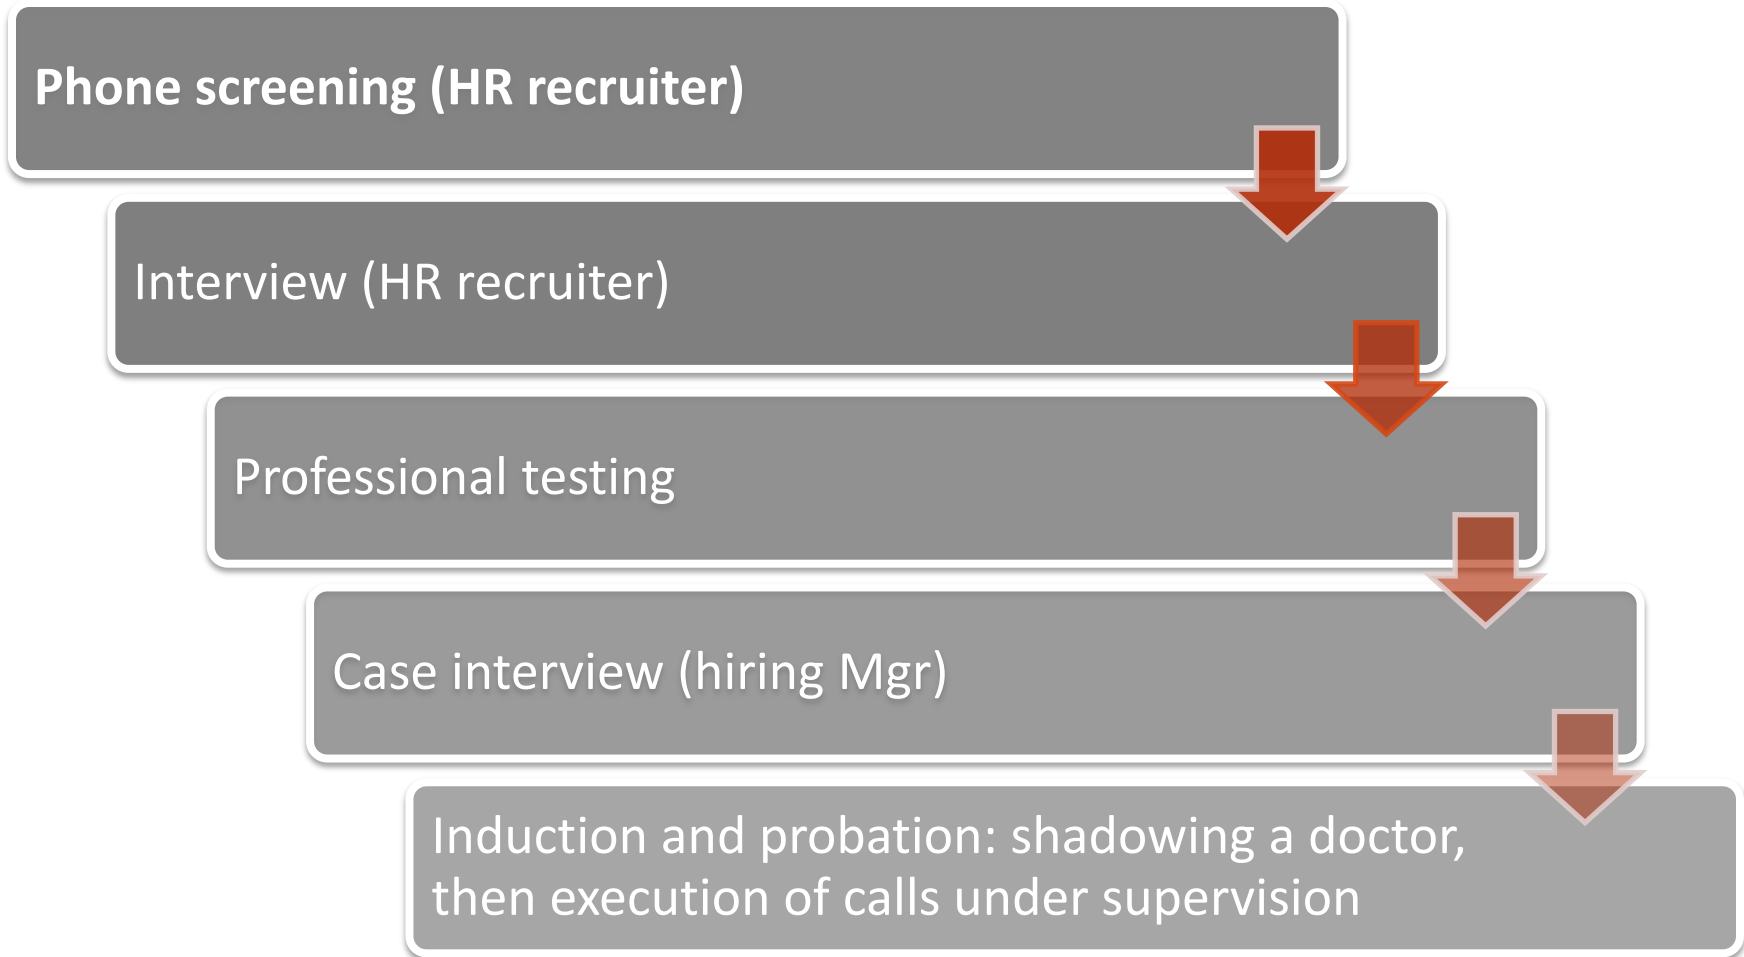 Phone screening (HR recruiter)
Interview (HR recruiter)
Professional testing
Case interview (hiring Mgr)
Induction and probation: shadowing a doctor,
then execution of calls under supervision